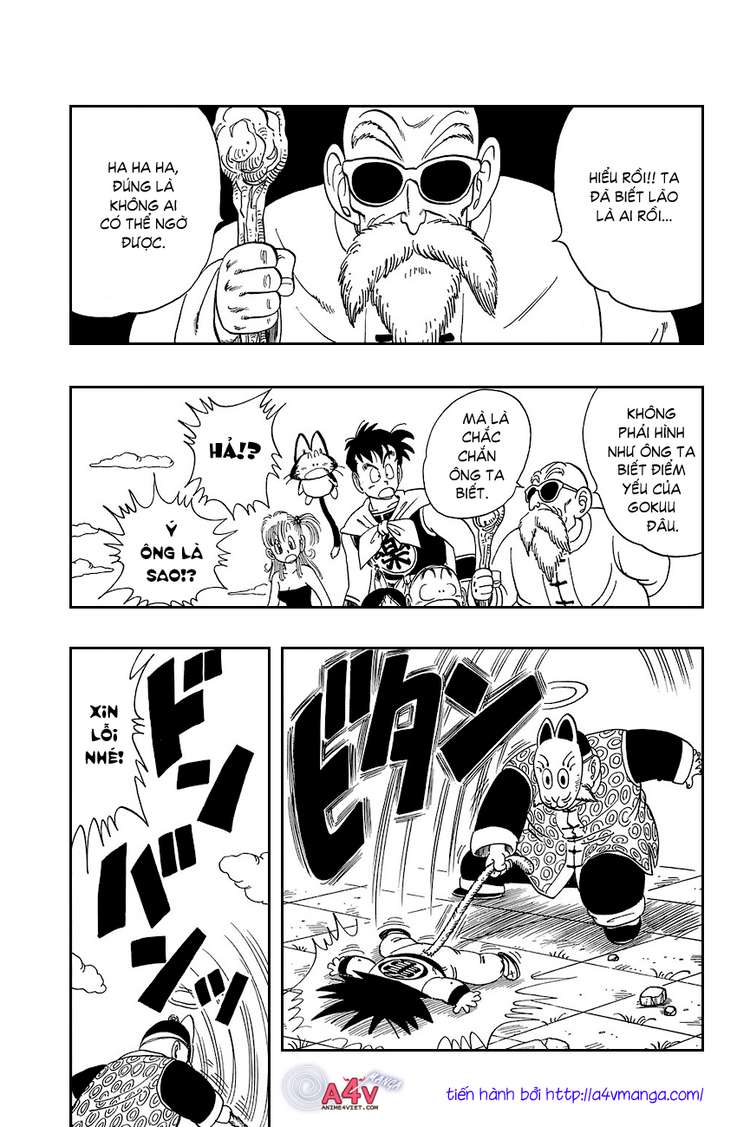 HIỂU RỒI!! TA
ĐÃ BIẾT LÃO
LÀ AI RỒI...
HA HA HA,
ĐÚNG LÀ
KHÔNG AI
CÓ THỂ NGỜ
ĐƯỢC.
KHÔNG
PHẢI HÌNH
NHƯ ÔNG TA
BIẾT ĐIỂM
YẾU CỦA
GOKUU
ĐÂU.
MÀ LÀ
CHẮC
CHẮN
ÔNG TA
BIẾT.
HẢ!?
Ý
ÔNG LÀ
SAO!?
ビタン
ドン
バンッ
XIN
LỖI
NHÉ!
A4V
MANGA
ANIME4VIET.COM
tiến hành bởi http://a4vmanga.com/